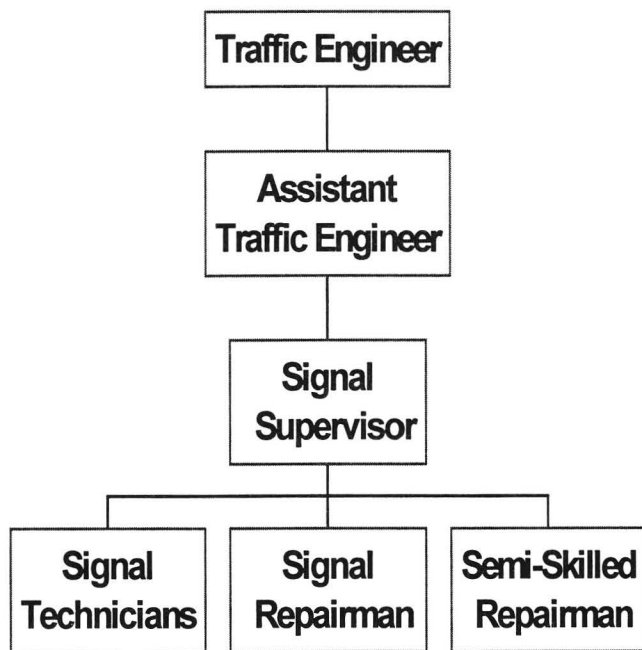 Traffic Engineer
Assistant
Traffic Engineer
Signal
Supervisor
Signal
Technicians
Signal
Repairman
Semi-Skilled
Repairman